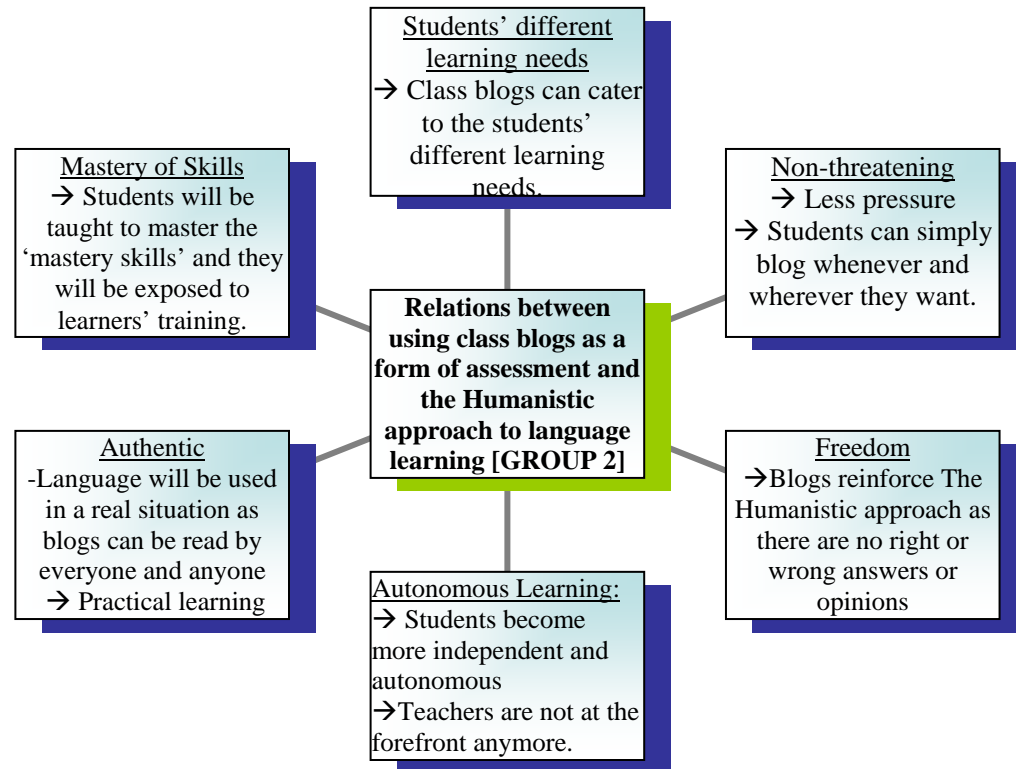 Students’ different
learning needs
→ Class blogs can cater
to the students’
different learning
needs.
Mastery of Skills
→ Students will be
taught to master the
‘mastery skills’ and they
will be exposed to
learners’ training.
Non-threatening
→ Less pressure
→ Students can simply
blog whenever and
wherever they want.
Relations between
using class blogs as a
form of assessment and
the Humanistic
approach to language
learning [GROUP 2]
Authentic
-Language will be used
in a real situation as
blogs can be read by
everyone and anyone
→ Practical learning
Freedom
→Blogs reinforce The
Humanistic approach as
there are no right or
wrong answers or
opinions
Autonomous Learning:
→ Students become
more independent and
autonomous
→Teachers are not at the
forefront anymore.